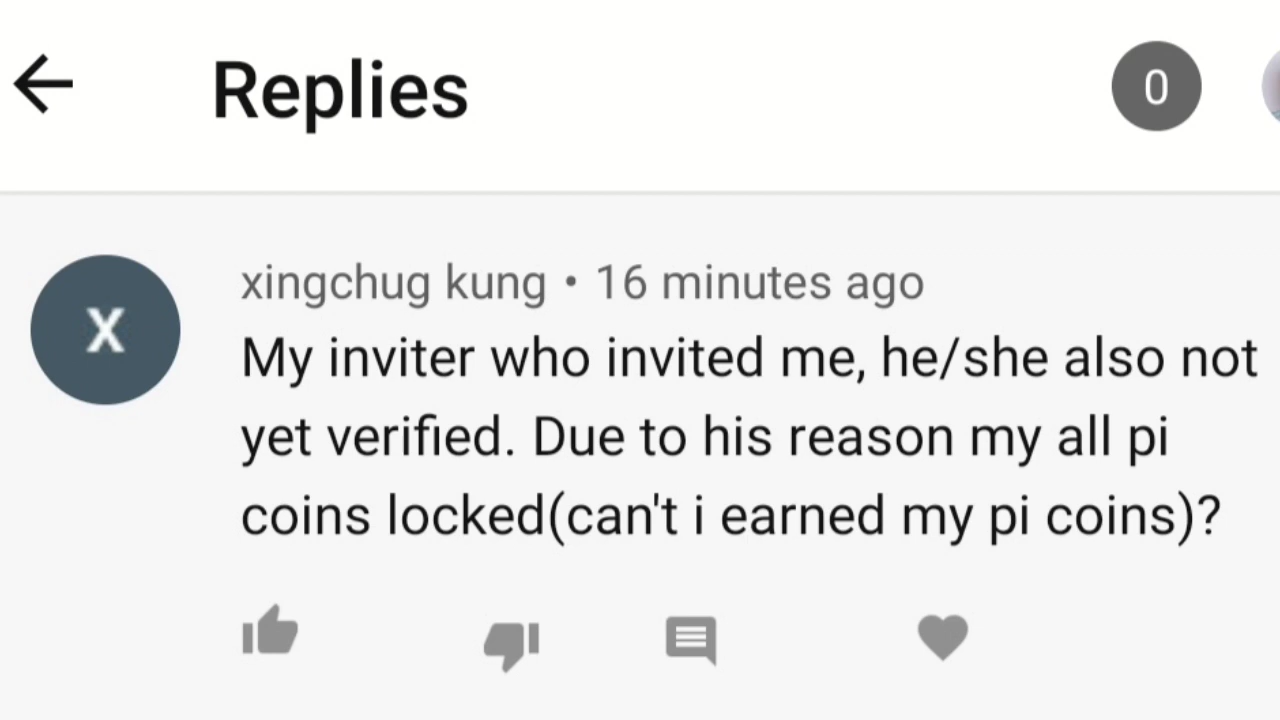 Replies
0
X
xingchug kung • 16 minutes ago
My inviter who invited me, he/she also not
yet verified. Due to his reason my all pi
coins locked(can't i earned my pi coins)?